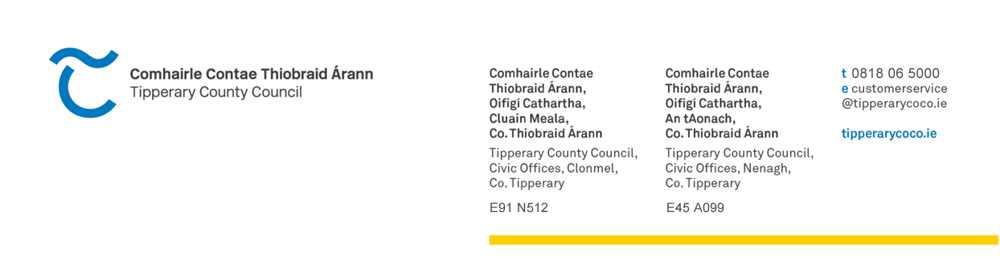 Comhairle Contae Thiobraid Árann
Tipperary County Council
Comhairle Contae
Thiobraid Árann,
Oifigí Cathartha,
Cluain Meala,
Co. Thiobraid Árann
Tipperary County Council,
Civic Offices, Clonmel,
Co. Tipperary
E91 N512
Comhairle Contae
Thiobraid Árann,
Oifigí Cathartha,
An tAonach,
Co. Thiobraid Árann
Tipperary County Council,
Civic Offices, Nenagh,
Co. Tipperary
E45 A099
t 0818 06 5000
e customerservice
@tipperarycoco.ie
tipperarycoco.ie